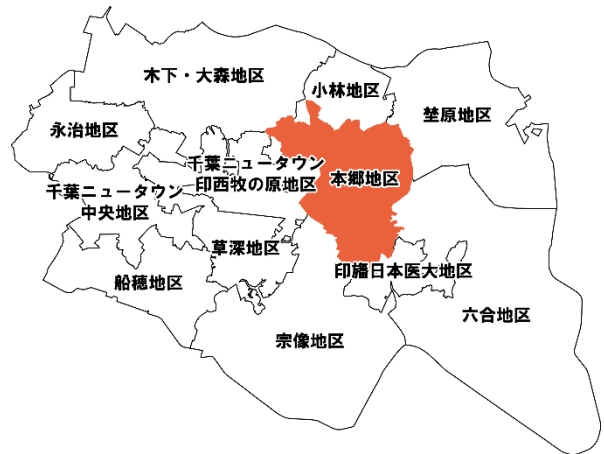 木下・大森地区
小林地区
埜原地区
永治地区
千葉ニュータウン
印西牧の原地区
本郷地区
千葉ニュータウン
中央地区
草深地区
印旛日本医大地区
船穂地区
六合地区
宗像地区